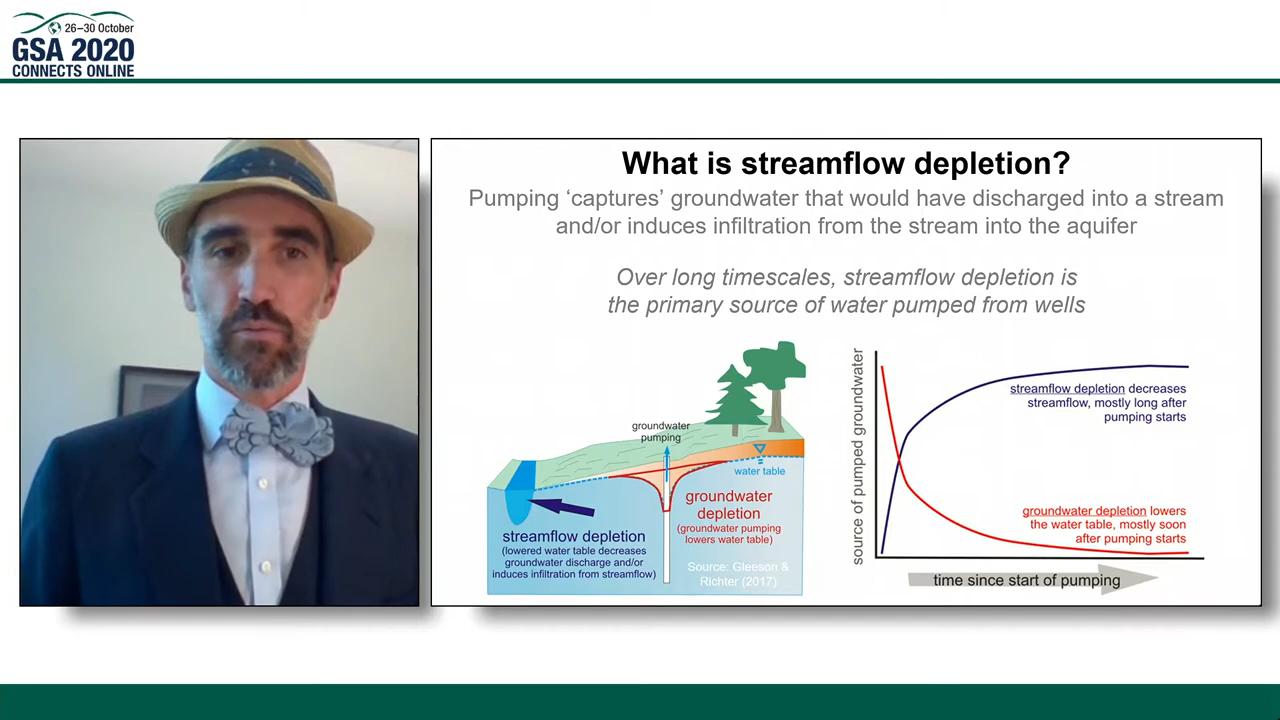 26–30 October
GSA 2020
CONNECTS ONLINE
What is streamflow depletion?
Pumping ‘captures’ groundwater that would have discharged into a stream
and/or induces infiltration from the stream into the aquifer
Over long timescales, streamflow depletion is
the primary source of water pumped from wells
groundwater
pumping
water table
groundwater
depletion
(groundwater pumping
lowers water table)
streamflow depletion
(lowered water table decreases
groundwater discharge and/or
induces infiltration from streamflow)
Source: Gleeson &
Richter (2017)
source of pumped groundwater
streamflow depletion decreases
streamflow, mostly long after
pumping starts
groundwater depletion lowers
the water table, mostly soon
after pumping starts
time since start of pumping